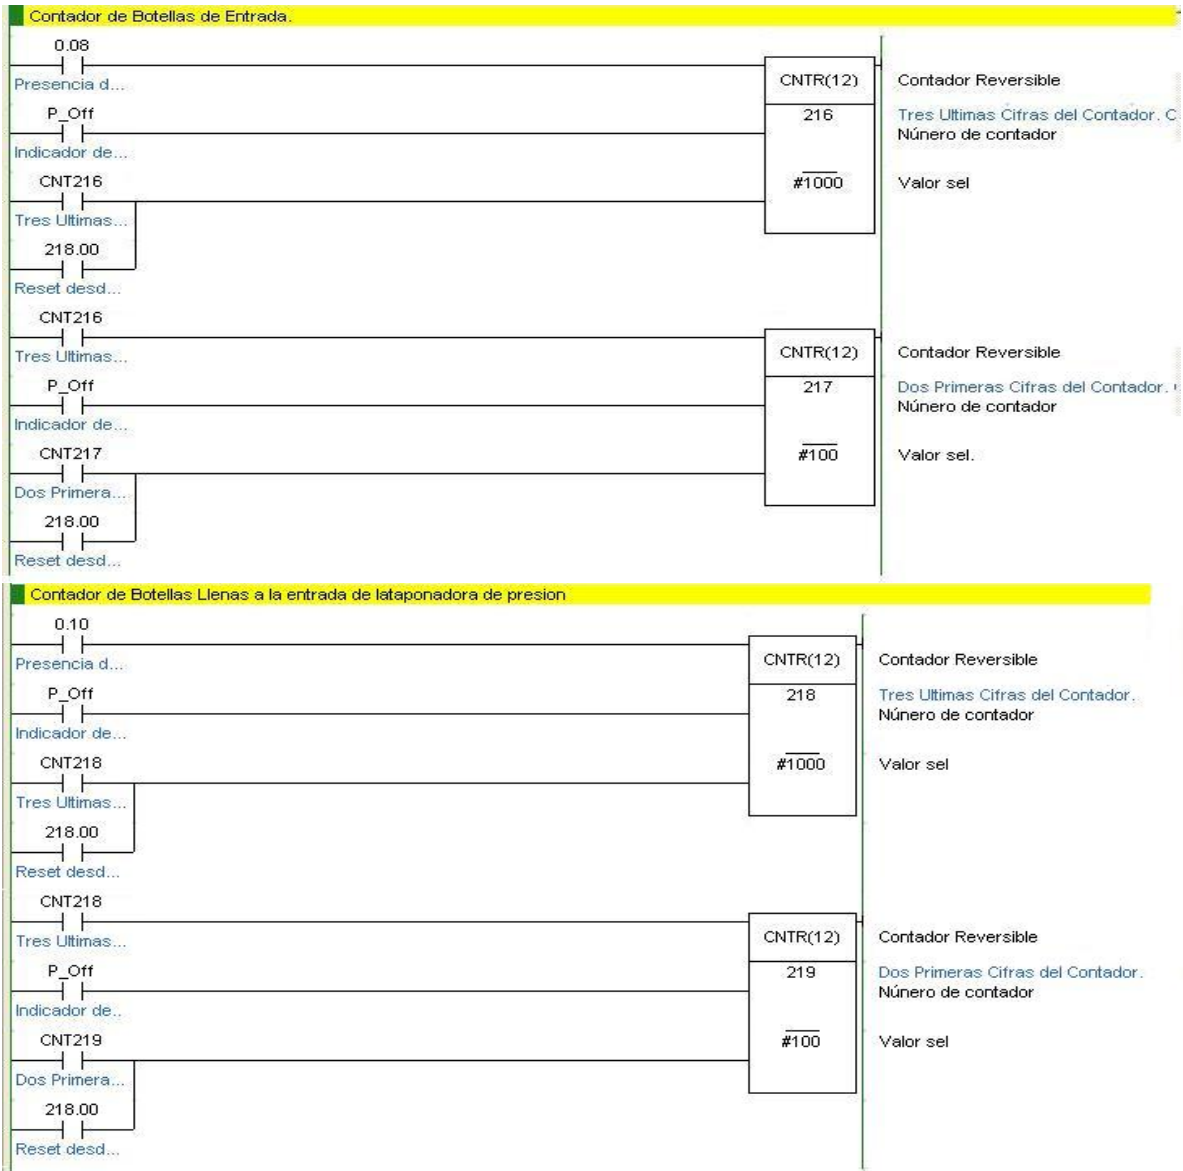 Contador de Botellas de Entrada.
0.08
Presencia d...
CNTR(12)
Contador Reversible
P_Off
216
Tres Ultimas Cifras del Contador. C
Núnero de contador
Indicador de...
CNT216
#1000
Valor sel
Tres Ultimas...
218.00
Reset desd...
CNT216
Tres Ultimas...
CNTR(12)
Contador Reversible
P_Off
217
Dos Primeras Cifras del Contador.
Núnero de contador
Indicador de...
CNT217
#100
Valor sel.
Dos Primera...
218.00
Reset desd...
Contador de Botellas Llenas a la entrada de lataponadora de presion
0.10
Presencia d...
CNTR(12)
Contador Reversible
P_Off
218
Tres Ultimas Cifras del Contador.
Núnero de contador
Indicador de...
CNT218
#1000
Valor sel
Tres Ultimas...
218.00
Reset desd...
CNT218
Tres Ultimas...
CNTR(12)
Contador Reversible
P_Off
219
Dos Primeras Cifras del Contador.
Núnero de contador
Indicador de..
CNT219
#100
Valor sel
Dos Primera...
218.00
Reset desd...